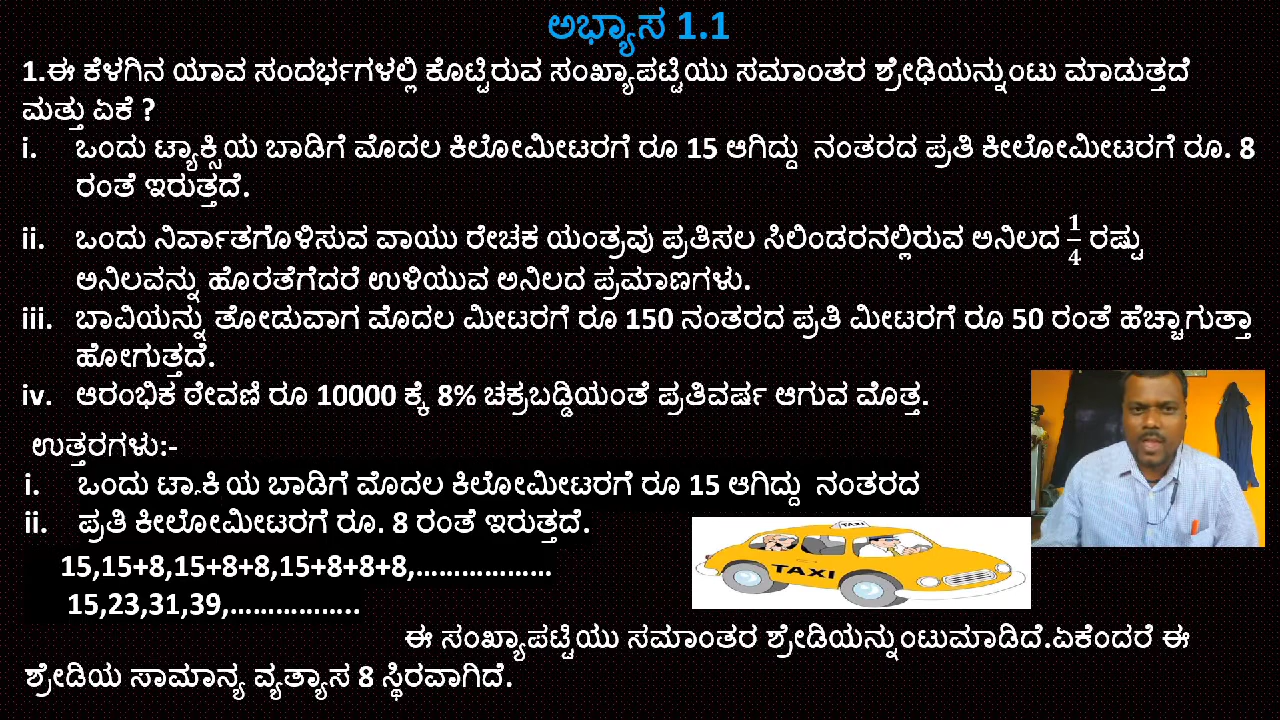 ಅಭ್ಯಾಸ 1.1
1.ಈ ಕೆಳಗಿನ ಯಾವ ಸಂದರ್ಭಗಳಲ್ಲಿ ಕೊಟ್ಟಿರುವ ಸಂಖ್ಯಾಪಟ್ಟಿಯು ಸಮಾಂತರ ಶ್ರೇಢಿಯನ್ನುಂಟು ಮಾಡುತ್ತದೆ
ಮತ್ತು ಏಕೆ ?
i. ಒಂದು ಟ್ಯಾಕ್ಸಿಯ ಬಾಡಿಗೆ ಮೊದಲ ಕಿಲೋಮೀಟರಗೆ ರೂ 15 ಆಗಿದ್ದು ನಂತರದ ಪ್ರತಿ ಕೀಲೋಮೀಟರಗೆ ರೂ. 8
ರಂತೆ ಇರುತ್ತದೆ.
ii. ಒಂದು ನಿರ್ವಾತಗೊಳಿಸುವ ವಾಯು ರೇಚಕ ಯಂತ್ರವು ಪ್ರತಿಸಲ ಸಿಲಿಂಡರನಲ್ಲಿರುವ ಅನಿಲದ 1/4 ರಷ್ಟು
ಅನಿಲವನ್ನು ಹೊರತೆಗೆದರೆ ಉಳಿಯುವ ಅನಿಲದ ಪ್ರಮಾಣಗಳು.
iii. ಬಾವಿಯನ್ನು ತೋಡುವಾಗ ಮೊದಲ ಮೀಟರಗೆ ರೂ 150 ನಂತರದ ಪ್ರತಿ ಮೀಟರಗೆ ರೂ 50 ರಂತೆ ಹೆಚ್ಚಾಗುತ್ತಾ
ಹೋಗುತ್ತದೆ.
iv. ಆರಂಭಿಕ ಠೇವಣಿ ರೂ 10000 ಕ್ಕೆ 8% ಚಕ್ರಬಡ್ಡಿಯಂತೆ ಪ್ರತಿವರ್ಷ ಆಗುವ ಮೊತ್ತ.
ಉತ್ತರಗಳು:-
i. ಒಂದು ಟ್ಯಾಕ್ಸಿಯ ಬಾಡಿಗೆ ಮೊದಲ ಕಿಲೋಮೀಟರಗೆ ರೂ 15 ಆಗಿದ್ದು ನಂತರದ
ii. ಪ್ರತಿ ಕೀಲೋಮೀಟರಗೆ ರೂ. 8 ರಂತೆ ಇರುತ್ತದೆ.
TAXI
TAXI
15,15+8,15+8+8,15+8+8+8,..................
15,23,31,39,.................
ಈ ಸಂಖ್ಯಾಪಟ್ಟಿಯು ಸಮಾಂತರ ಶ್ರೇಡಿಯನ್ನುಂಟುಮಾಡಿದೆ.ಏಕೆಂದರೆ ಈ
ಶ್ರೇಡಿಯ ಸಾಮಾನ್ಯ ವ್ಯತ್ಯಾಸ 8 ಸ್ಥಿರವಾಗಿದೆ.